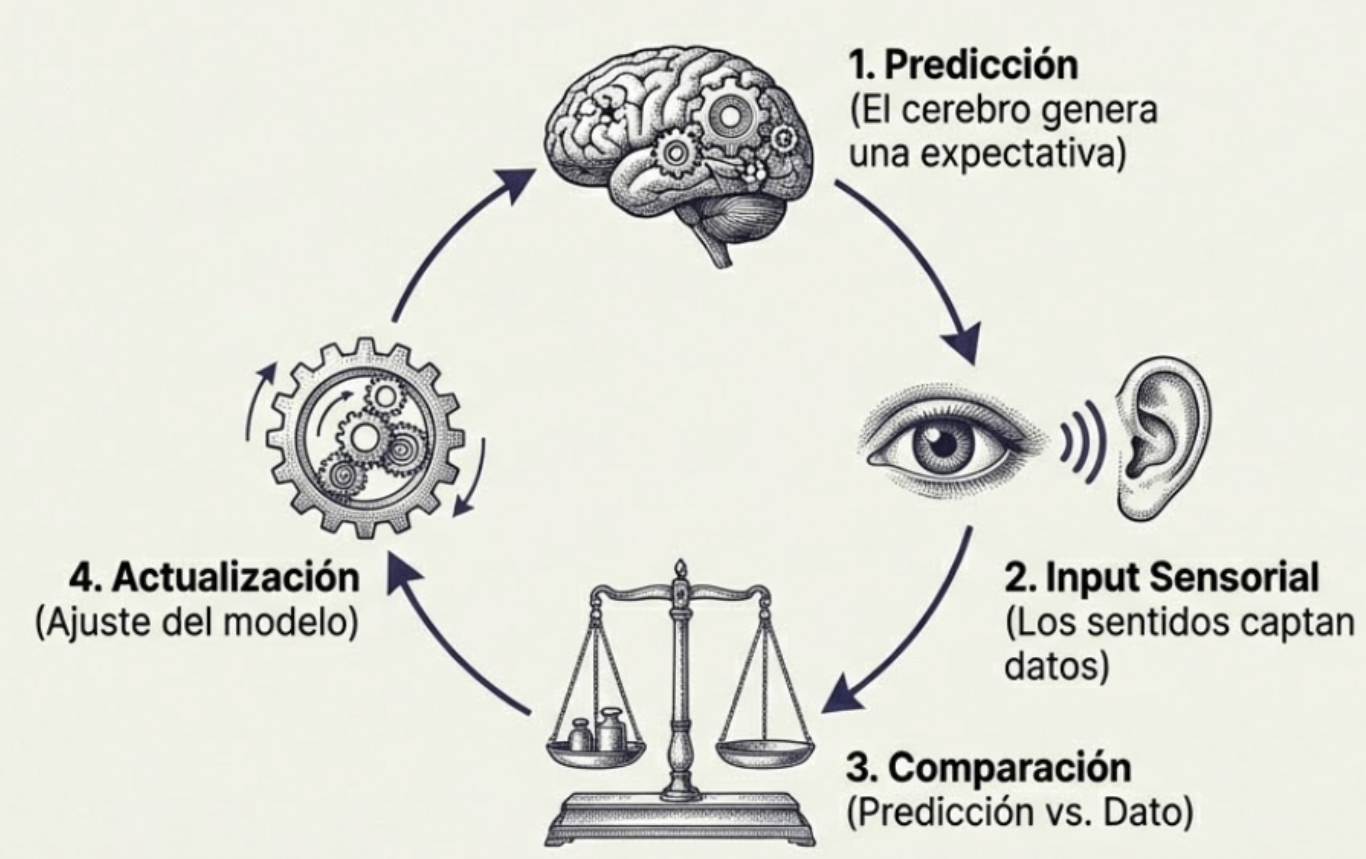 1. Predicción
(El cerebro genera
una expectativa)
2. Input Sensorial
(Los sentidos captan
datos)
3. Comparación
(Predicción vs. Dato)
4. Actualización
(Ajuste del modelo)